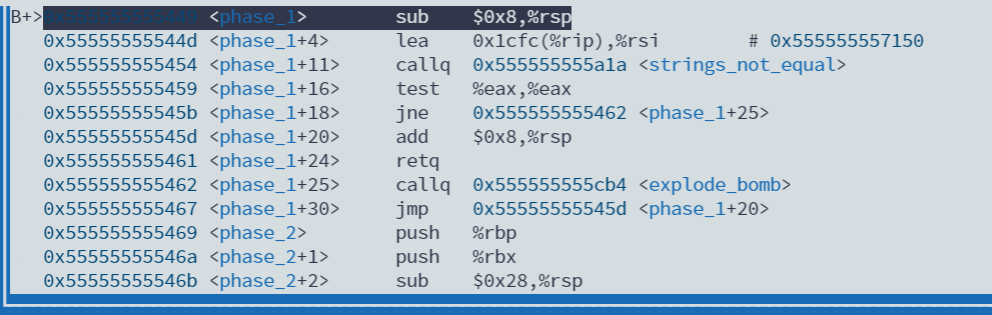 B+>0x555555555449 <phase_1> sub $0x8,%rsp
0x55555555544d <phase_1+4> lea 0x1cfc(%rip),%rsi # 0x555555557150
0x555555555454 <phase_1+11> callq 0x555555555a1a <strings_not_equal>
0x555555555459 <phase_1+16> test %eax,%eax
0x55555555545b <phase_1+18> jne 0x555555555462 <phase_1+25>
0x55555555545d <phase_1+20> add $0x8,%rsp
0x555555555461 <phase_1+24> retq
0x555555555462 <phase_1+25> callq 0x555555555cb4 <explode_bomb>
0x555555555467 <phase_1+30> jmp 0x55555555545d <phase_1+20>
0x555555555469 <phase_2> push %rbp
0x55555555546a <phase_2+1> push %rbx
0x55555555546b <phase_2+2> sub $0x28,%rsp